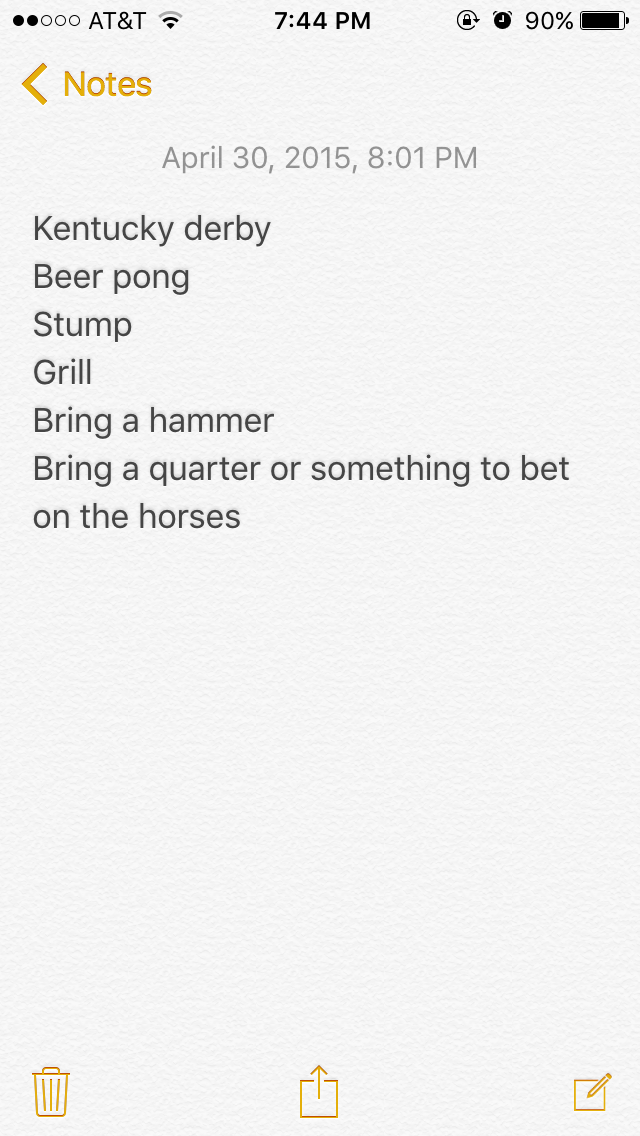 AT&T 7:44 PM 90%
Notes
April 30, 2015, 8:01 PM
Kentucky derby
Beer pong
Stump
Grill
Bring a hammer
Bring a quarter or something to bet
on the horses